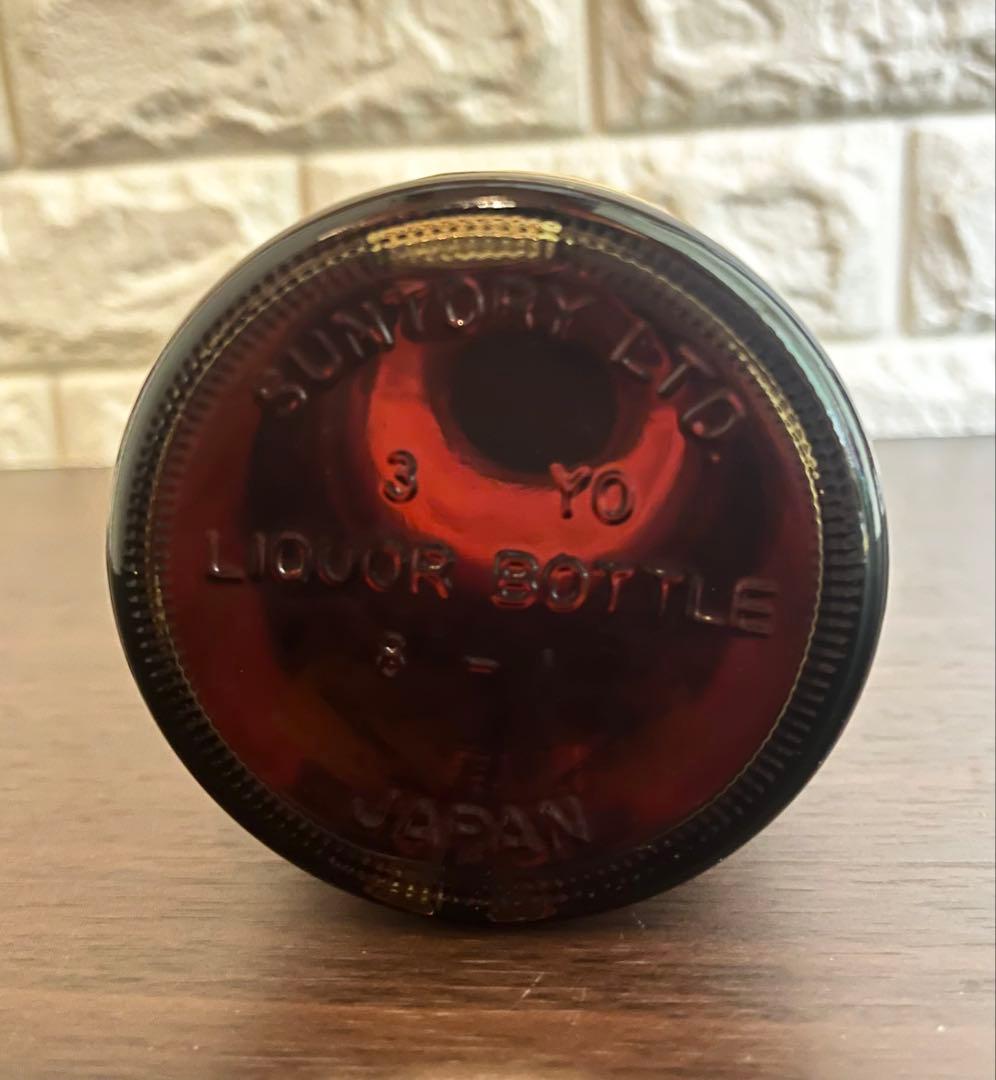 SUNTORY LTD.
3 YO
LIQUOR BOTTLE
8 - 1
JAPAN